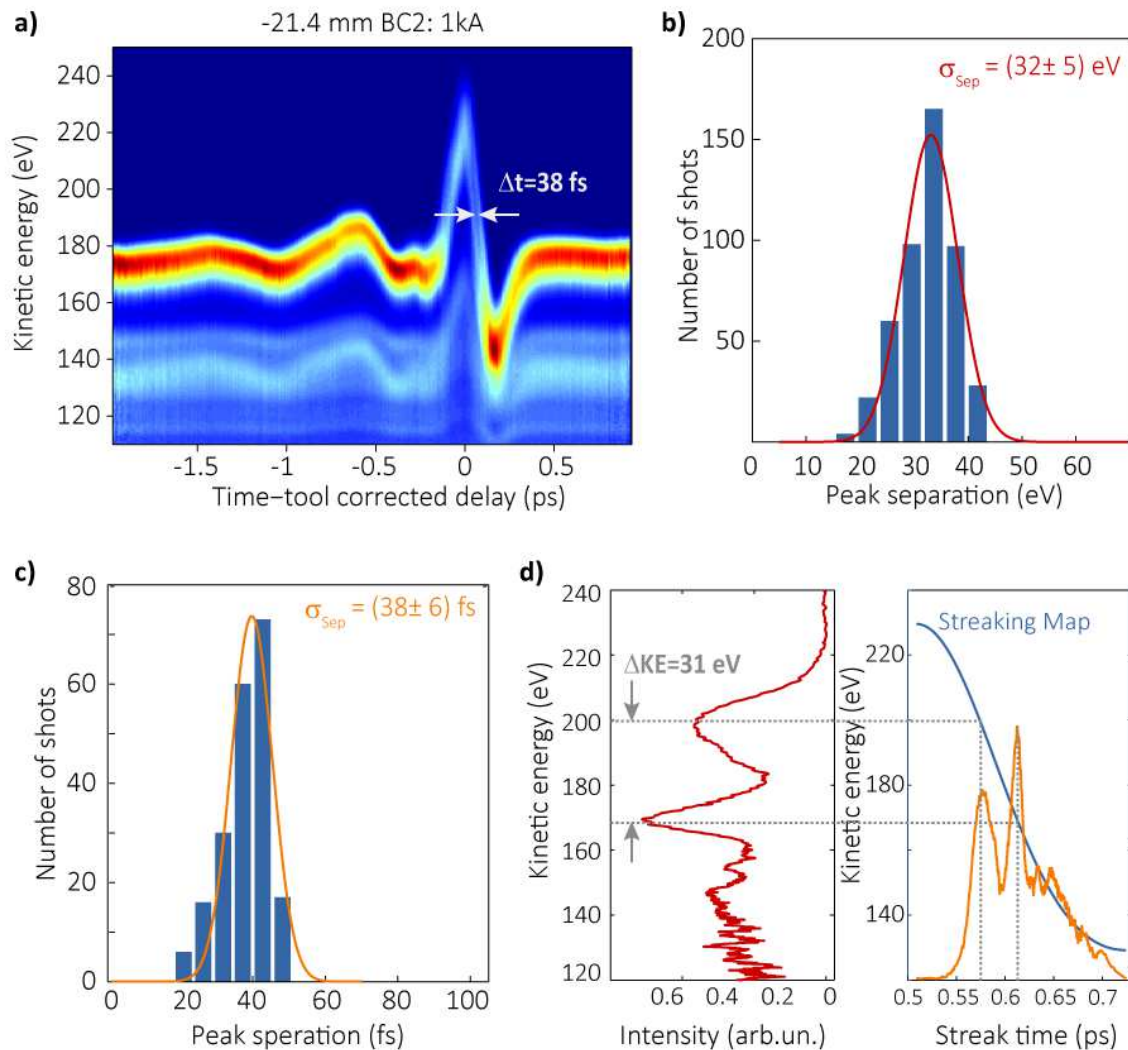 a)
-21.4 mm BC2: 1kA
Kinetic energy (eV)
240
220
200
180
160
140
120
Δt=38 fs
-1.5
-1
-0.5
0
0.5
Time-tool corrected delay (ps)
b)
σSep = (32± 5) eV
Number of shots
200
150
100
50
10
20
30
40
50
60
Peak separation (eV)
c)
σSep = (38± 6) fs
Number of shots
80
60
40
20
0
0
20
40
60
80
100
Peak speration (fs)
d)
Kinetic energy (eV)
240
220
200
180
160
140
120
ΔKE=31 eV
0.6
0.4
0.2
0
Intensity (arb.un.)
Streaking Map
Kinetic energy (eV)
220
180
140
0.5
0.55
0.6
0.65
0.7
Streak time (ps)